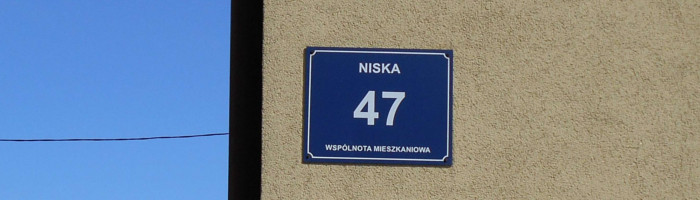 NISKA
47
WSPÓLNOTA MIESZKANIOWA